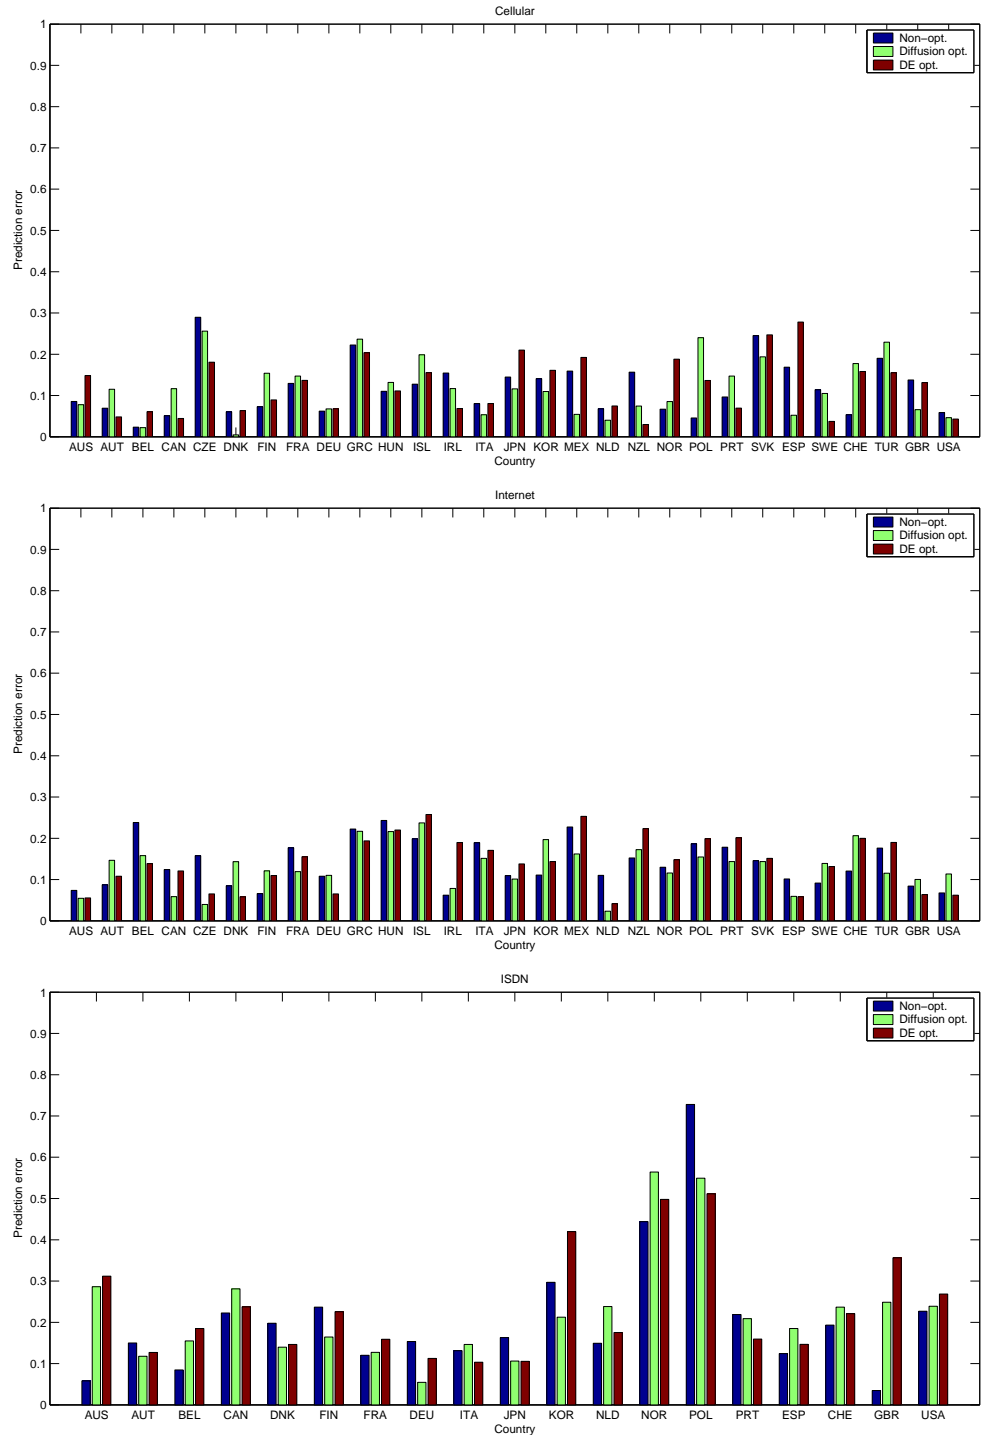 Cellular
1
0.9
0.8
0.7
0.6
0.5
0.4
0.3
0.2
0.1
0
Prediction error
Non−opt.
Diffusion opt.
DE opt.
AUS AUT BEL CAN CZE DNK FIN FRA DEU GRC HUN ISL IRL ITA JPN KOR MEX NLD NZL NOR POL PRT SVK ESP SWE CHE TUR GBR USA
Country
Internet
1
0.9
0.8
0.7
0.6
0.5
0.4
0.3
0.2
0.1
0
Prediction error
Non−opt.
Diffusion opt.
DE opt.
AUS AUT BEL CAN CZE DNK FIN FRA DEU GRC HUN ISL IRL ITA JPN KOR MEX NLD NZL NOR POL PRT SVK ESP SWE CHE TUR GBR USA
Country
ISDN
1
0.9
0.8
0.7
0.6
0.5
0.4
0.3
0.2
0.1
0
Prediction error
Non−opt.
Diffusion opt.
DE opt.
AUS AUT BEL CAN DNK FIN FRA DEU ITA JPN KOR NLD NOR POL PRT ESP CHE GBR USA
Country